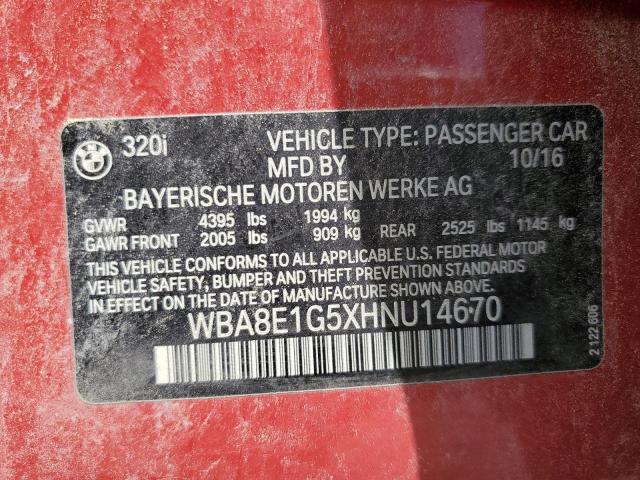 320i VEHICLE TYPE: PASSENGER CAR
MFD BY 10/16
BAYERISCHE MOTOREN WERKE AG
GVWR 4395 lbs 1994 kg
GAWR FRONT 2005 lbs 909 kg REAR 2525 lbs 1145 kg
THIS VEHICLE CONFORMS TO ALL APPLICABLE U.S. FEDERAL MOTOR
VEHICLE SAFETY, BUMPER AND THEFT PREVENTION STANDARDS
IN EFFECT ON THE DATE OF MANUFACTURE SHOWN ABOVE.
WBA8E1G5XHNU14670
2 122 606